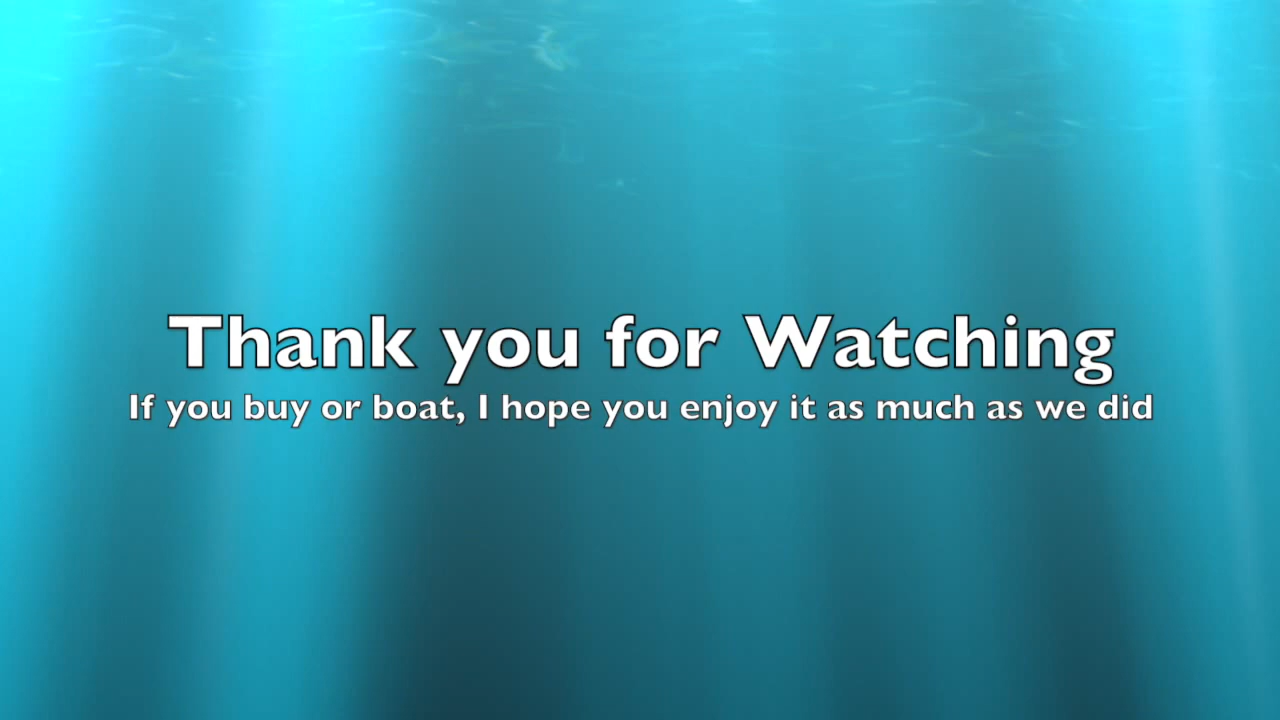 Thank you for Watching
If you buy or boat, I hope you enjoy it as much as we did